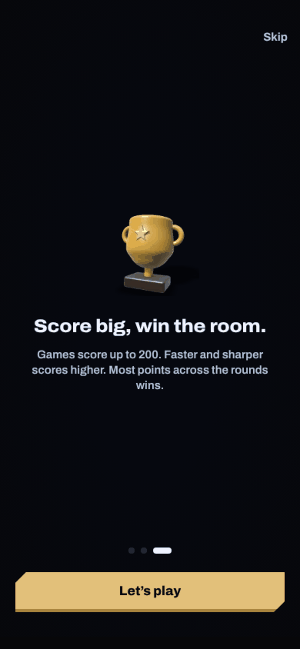 Skip
Score big, win the room.
Games score up to 200. Faster and sharper
scores higher. Most points across the rounds
wins.
Let’s play